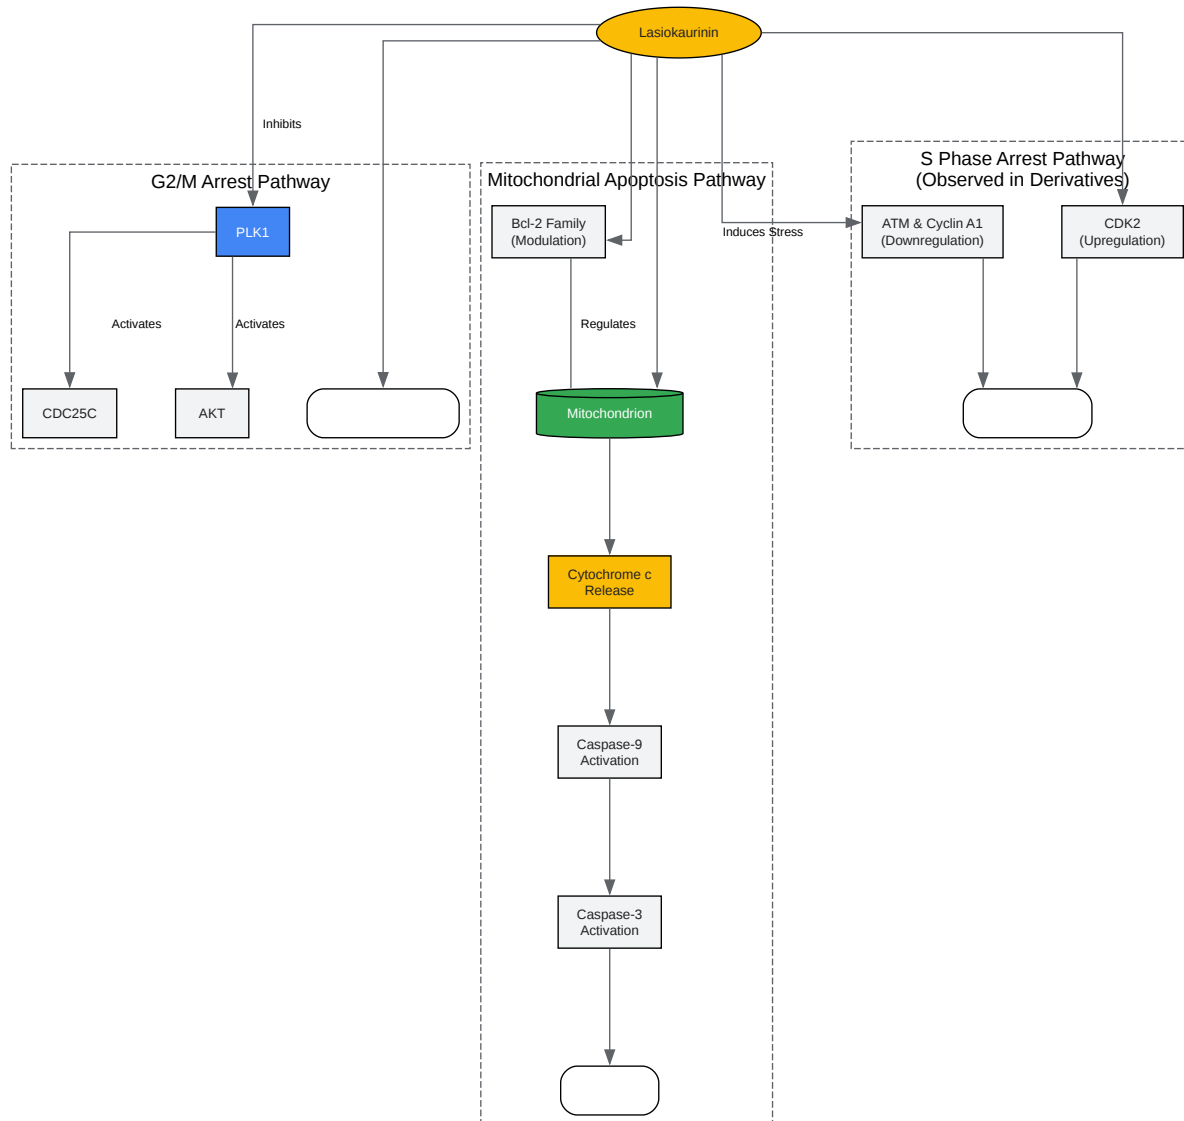 Lasiokaurinin
Inhibits
G2/M Arrest Pathway
PLK1
Activates
Activates
CDC25C
AKT
Mitochondrial Apoptosis Pathway
Bcl-2 Family
(Modulation)
Induces Stress
Regulates
Mitochondrion
Cytochrome c
Release
Caspase-9
Activation
Caspase-3
Activation
S Phase Arrest Pathway
(Observed in Derivatives)
ATM & Cyclin A1
(Downregulation)
CDK2
(Upregulation)